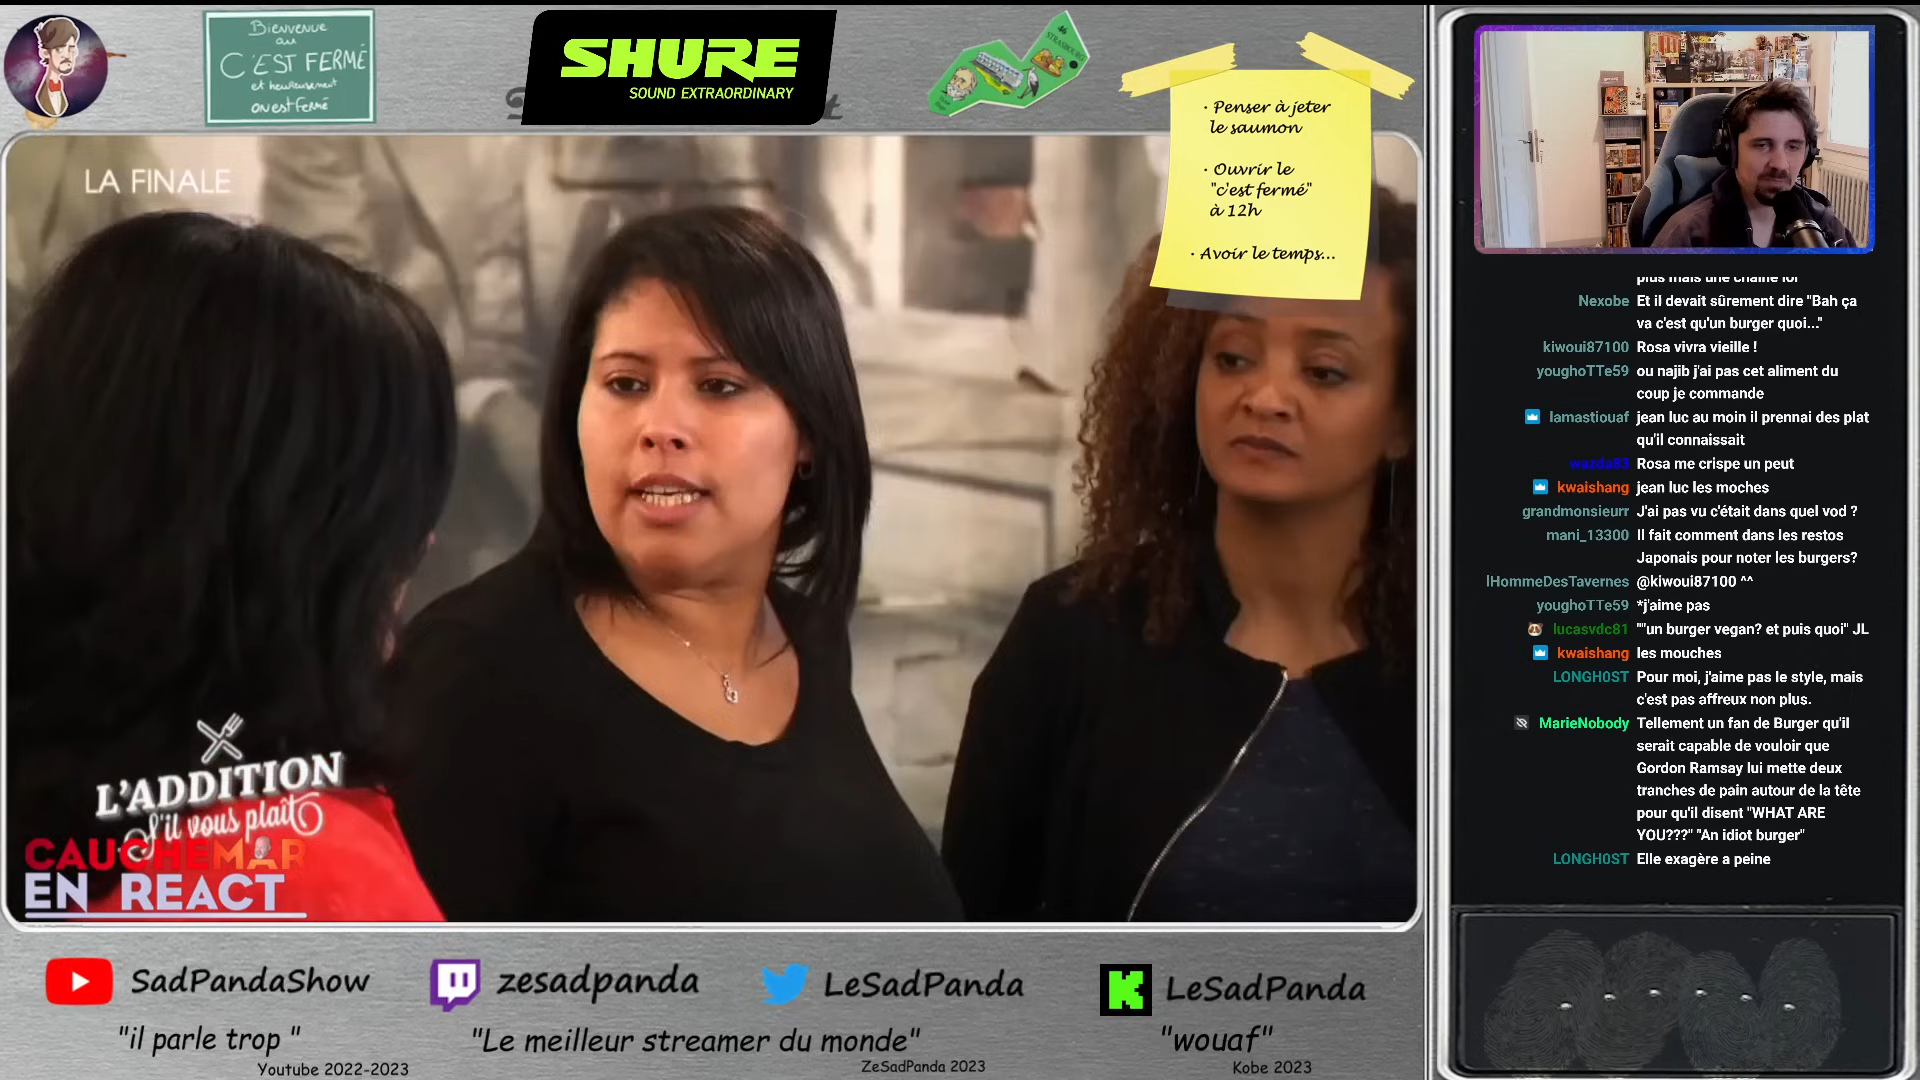 Bienvenue
au
C'EST FERMÉ
et heureusement
on est fermé
SHURE
SOUND EXTRAORDINARY
46
STRASBOURG
· Penser à jeter
le saumon
· Ouvrir le
"c'est fermé"
à 12h
· Avoir le temps...
LA FINALE
L'ADDITION
S'il vous plaît
CAUCHEMAR
EN REACT
plus mais une chaîne lol
Nexobe Et il devait sûrement dire "Bah ça
va c'est qu'un burger quoi..."
kiwoui87100 Rosa vivra vieille !
youghoTTe59 ou najib j'ai pas cet aliment du
coup je commande
lamastiouaf jean luc au moin il prennai des plat
qu'il connaissait
wazda83 Rosa me crispe un peut
kwaishang jean luc les moches
grandmonsieurr J'ai pas vu c'était dans quel vod ?
mani_13300 Il fait comment dans les restos
Japonais pour noter les burgers?
lHommeDesTavernes @kiwoui87100 ^^
youghoTTe59 *j'aime pas
lucasvdc81 ""un burger vegan? et puis quoi" JL
kwaishang les mouches
LONGH0ST Pour moi, j'aime pas le style, mais
c'est pas affreux non plus.
MarieNobody Tellement un fan de Burger qu'il
serait capable de vouloir que
Gordon Ramsay lui mette deux
tranches de pain autour de la tête
pour qu'il disent "WHAT ARE
YOU???" "An idiot burger"
LONGH0ST Elle exagère a peine
SadPandaShow
"il parle trop "
Youtube 2022-2023
zesadpanda
"Le meilleur streamer du monde"
ZeSadPanda 2023
LeSadPanda
LeSadPanda
"wouaf"
Kobe 2023